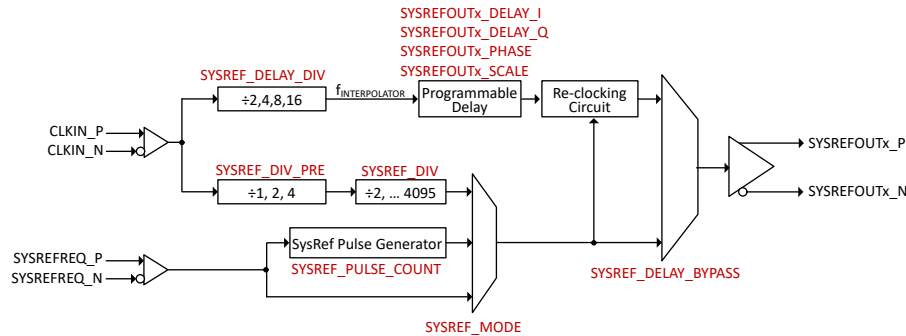 SYSREFOUTx_DELAY_I
SYSREFOUTx_DELAY_Q
SYSREFOUTx_PHASE
SYSREFOUTx_SCALE
SYSREF_DELAY_DIV
÷2,4,8,16
fINTERPOLATOR
Programmable
Delay
Re-clocking
Circuit
CLKIN_P
CLKIN_N
SYSREFOUTx_P
SYSREFOUTx_N
SYSREF_DIV_PRE
SYSREF_DIV
÷1, 2, 4
÷2, ... 4095
SYSREFREQ_P
SYSREFREQ_N
SysRef Pulse Generator
SYSREF_PULSE_COUNT
SYSREF_DELAY_BYPASS
SYSREF_MODE